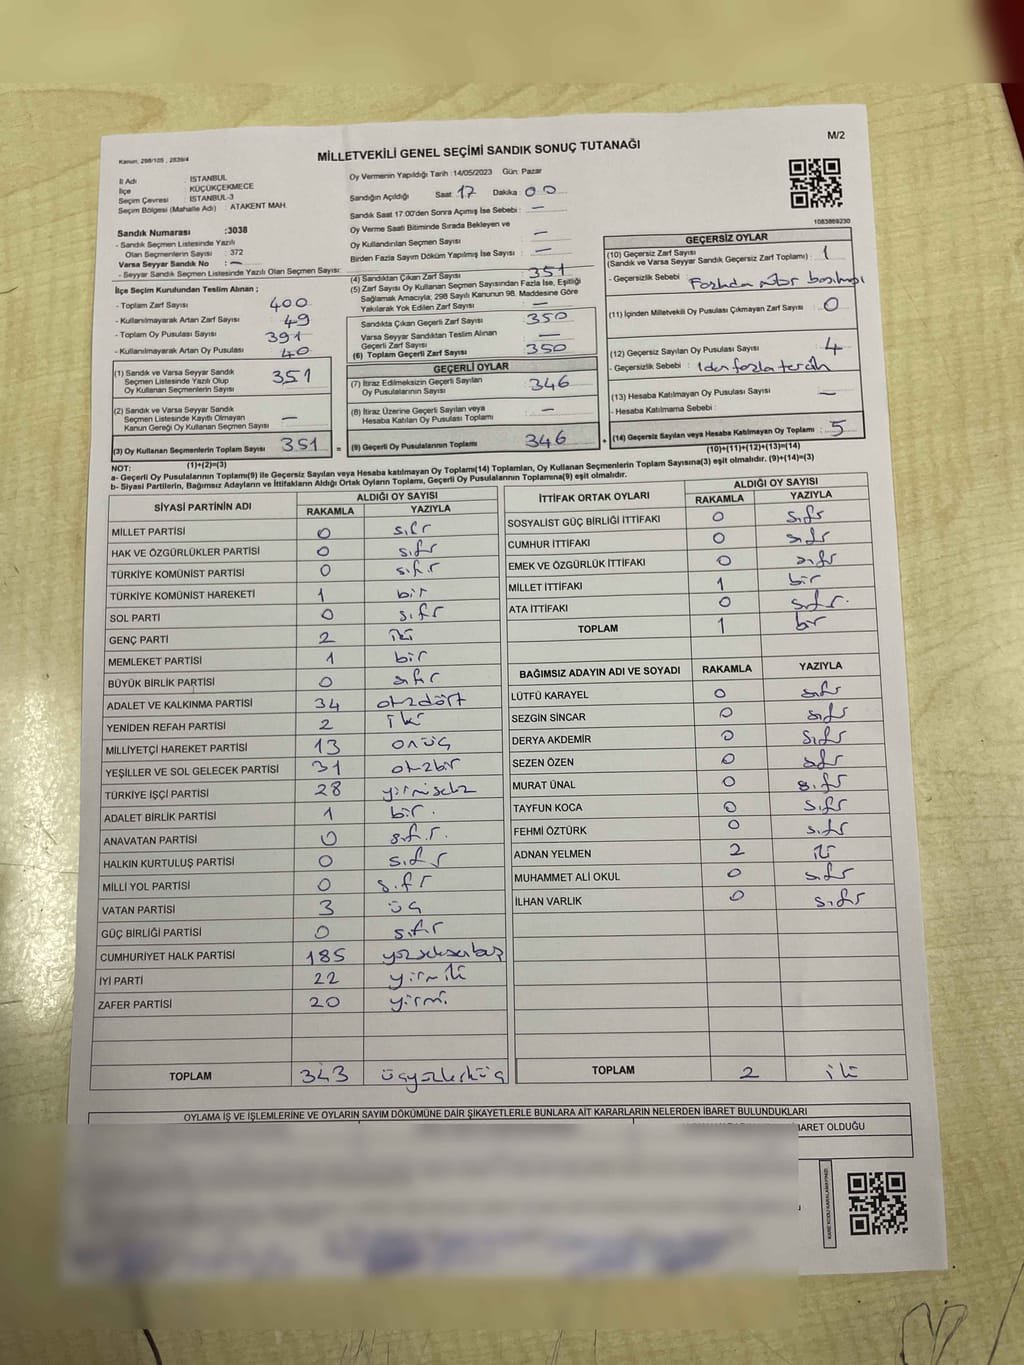 M/2
Kanun, 298/105 , 2839/4
MİLLETVEKİLİ GENEL SEÇİMİ SANDIK SONUÇ TUTANAĞI
İl Adı : İSTANBUL
İlçe : KÜÇÜKÇEKMECE
Seçim Çevresi : İSTANBUL-3
Seçim Bölgesi (Mahalle Adı) : ATAKENT MAH.
Oy Vermenin Yapıldığı Tarih :14/05/2023 Gün: Pazar
Sandığın Açıldığı Saat 17 Dakika : 00
Sandık Saat 17:00'den Sonra Açımış İse Sebebi : —
Oy Verme Saati Bitiminde Sırada Bekleyen ve
Oy Kullandırılan Seçmen Sayısı —
Birden Fazla Sayım Döküm Yapılmış İse Sayısı : —
1083869230
Sandık Numarası :3038
- Sandık Seçmen Listesinde Yazılı
Olan Seçmenlerin Sayısı : 372
Varsa Seyyar Sandık No : —
- Seyyar Sandık Seçmen Listesinde Yazılı Olan Seçmen Sayısı:
İlçe Seçim Kurulundan Teslim Alınan ;
- Toplam Zarf Sayısı 400
- Kullanılmayarak Artan Zarf Sayısı : 49
- Toplam Oy Pusulası Sayısı 391
- Kullanılmayarak Artan Oy Pusulası 40
(1) Sandık ve Varsa Seyyar Sandık
Seçmen Listesinde Yazılı Olup
Oy Kullanan Seçmenlerin Sayısı 351
(2) Sandık ve Varsa Seyyar Sandık
Seçmen Listesinde Kayıtlı Olmayan
Kanun Gereği Oy Kullanan Seçmen Sayısı —
(3) Oy Kullanan Seçmenlerin Toplam Sayısı 351 =
(1)+(2)=(3)
(4) Sandıktan Çıkan Zarf Sayısı 351
(5) Zarf Sayısı Oy Kullanan Seçmen Sayısından Fazla İse, Eşitliği
Sağlamak Amacıyla; 298 Sayılı Kanunun 98. Maddesine Göre
Yakılarak Yok Edilen Zarf Sayısı : —
Sandıkta Çıkan Geçerli Zarf Sayısı : 350
Varsa Seyyar Sandıktan Teslim Alınan
Geçerli Zarf Sayısı —
(6) Toplam Geçerli Zarf Sayısı 350
GEÇERLİ OYLAR
(7) İtiraz Edilmeksizin Geçerli Sayılan
Oy Pusulalarının Sayısı 346
(8) İtiraz Üzerine Geçerli Sayılan veya
Hesaba Katılan Oy Pusulası Toplamı —
(9) Geçerli Oy Pusulalarının Toplamı 346 +
GEÇERSİZ OYLAR
(10) Geçersiz Zarf Sayısı
(Sandık ve Varsa Seyyar Sandık Geçersiz Zarf Toplamı) : 1
- Geçersizlik Sebebi : Fazladan mühür basılmış
(11) İçinden Milletvekili Oy Pusulası Çıkmayan Zarf Sayısı : 0
(12) Geçersiz Sayılan Oy Pusulası Sayısı : 4
- Geçersizlik Sebebi : 1den fazla tercih
(13) Hesaba Katılmayan Oy Pusulası Sayısı : —
- Hesaba Katılmama Sebebi :
(14) Geçersiz Sayılan veya Hesaba Katılmayan Oy Toplamı : 5
(10)+(11)+(12)+(13)=(14)
NOT:
a- Geçerli Oy Pusulalarının Toplamı(9) ile Geçersiz Sayılan veya Hesaba katılmayan Oy Toplamı(14) Toplamları, Oy Kullanan Seçmenlerin Toplam Sayısına(3) eşit olmalıdır. (9)+(14)=(3)
b- Siyasi Partilerin, Bağımsız Adayların ve İttifakların Aldığı Ortak Oyların Toplamı, Geçerli Oy Pusulalarının Toplamına(9) eşit olmalıdır.
SİYASİ PARTİNİN ADI ALDIĞI OY SAYISI
RAKAMLA YAZIYLA
MİLLET PARTİSİ 0 sıfır
HAK VE ÖZGÜRLÜKLER PARTİSİ 0 sıfır
TÜRKİYE KOMÜNİST PARTİSİ 0 sıfır
TÜRKİYE KOMÜNİST HAREKETİ 1 bir
SOL PARTİ 0 sıfır
GENÇ PARTİ 2 iki
MEMLEKET PARTİSİ 1 bir
BÜYÜK BİRLİK PARTİSİ 0 sıfır
ADALET VE KALKINMA PARTİSİ 34 otuzdört
YENİDEN REFAH PARTİSİ 2 iki
MİLLİYETÇİ HAREKET PARTİSİ 13 onüç
YEŞİLLER VE SOL GELECEK PARTİSİ 31 otuzbir
TÜRKİYE İŞÇİ PARTİSİ 28 yirmisekiz
ADALET BİRLİK PARTİSİ 1 bir.
ANAVATAN PARTİSİ 0 sıfır.
HALKIN KURTULUŞ PARTİSİ 0 sıfır
MİLLİ YOL PARTİSİ 0 sıfır
VATAN PARTİSİ 3 üç
GÜÇ BİRLİĞİ PARTİSİ 0 sıfır
CUMHURİYET HALK PARTİSİ 185 yüzseksenbeş
İYİ PARTİ 22 yirmiiki
ZAFER PARTİSİ 20 yirmi
TOPLAM 343 üçyüzkırküç
İTTİFAK ORTAK OYLARI ALDIĞI OY SAYISI
RAKAMLA YAZIYLA
SOSYALİST GÜÇ BİRLİĞİ İTTİFAKI 0 sıfır
CUMHUR İTTİFAKI 0 sıfır
EMEK VE ÖZGÜRLÜK İTTİFAKI 0 sıfır
MİLLET İTTİFAKI 1 bir
ATA İTTİFAKI 0 sıfır.
TOPLAM 1 bir
BAĞIMSIZ ADAYIN ADI VE SOYADI RAKAMLA YAZIYLA
LÜTFÜ KARAYEL 0 sıfır
SEZGİN SİNCAR 0 sıfır
DERYA AKDEMİR 0 sıfır
SEZEN ÖZEN 0 sıfır
MURAT ÜNAL 0 sıfır
TAYFUN KOCA 0 sıfır
FEHMİ ÖZTÜRK 0 sıfır
ADNAN YELMEN 2 iki
MUHAMMET ALİ OKUL 0 sıfır
İLHAN VARLIK 0 sıfır
TOPLAM 2 iki
OYLAMA İŞ VE İŞLEMLERİNE VE OYLARIN SAYIM DÖKÜMÜNE DAİR ŞİKAYETLERLE BUNLARA AİT KARARLARIN NELERDEN İBARET BULUNDUKLARI
İBARET OLDUĞU